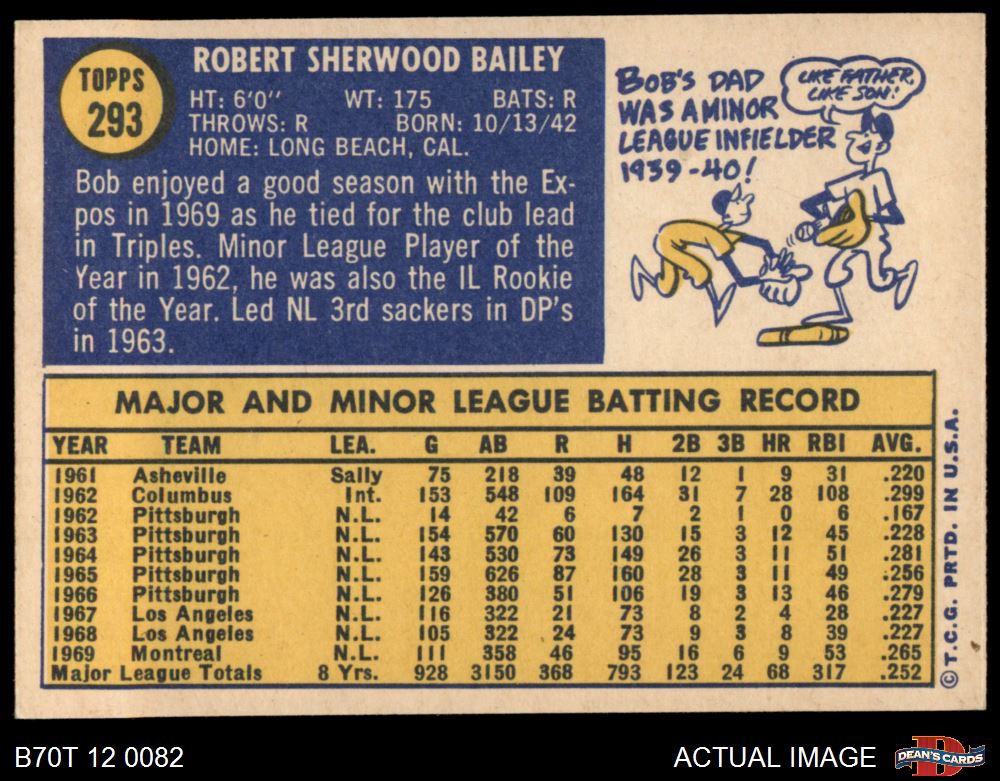 TOPPS
293
ROBERT SHERWOOD BAILEY
HT: 6'0" WT: 175 BATS: R
THROWS: R BORN: 10/13/42
HOME: LONG BEACH, CAL.
Bob enjoyed a good season with the Ex-
pos in 1969 as he tied for the club lead
in Triples. Minor League Player of the
Year in 1962, he was also the IL Rookie
of the Year. Led NL 3rd sackers in DP's
in 1963.
BOB'S DAD
WAS A MINOR
LEAGUE INFIELDER
1939-40!
LIKE FATHER,
LIKE SON!
MAJOR AND MINOR LEAGUE BATTING RECORD
YEAR TEAM LEA. G AB R H 2B 3B HR RBI AVG.
1961 Asheville Sally 75 218 39 48 12 1 9 31 .220
1962 Columbus Int. 153 548 109 164 31 7 28 108 .299
1962 Pittsburgh N.L. 14 42 6 7 2 1 0 6 .167
1963 Pittsburgh N.L. 154 570 60 130 15 3 12 45 .228
1964 Pittsburgh N.L. 143 530 73 149 26 3 11 51 .281
1965 Pittsburgh N.L. 159 626 87 160 28 3 11 49 .256
1966 Pittsburgh N.L. 126 380 51 106 19 3 13 46 .279
1967 Los Angeles N.L. 116 322 21 73 8 2 4 28 .227
1968 Los Angeles N.L. 105 322 24 73 9 3 8 39 .227
1969 Montreal N.L. 111 358 46 95 16 6 9 53 .265
Major League Totals 8 Yrs. 928 3150 368 793 123 24 68 317 .252
© T.C.G. PRTD. IN U.S.A.
B70T 12 0082
ACTUAL IMAGE
D
DEAN'S CARDS